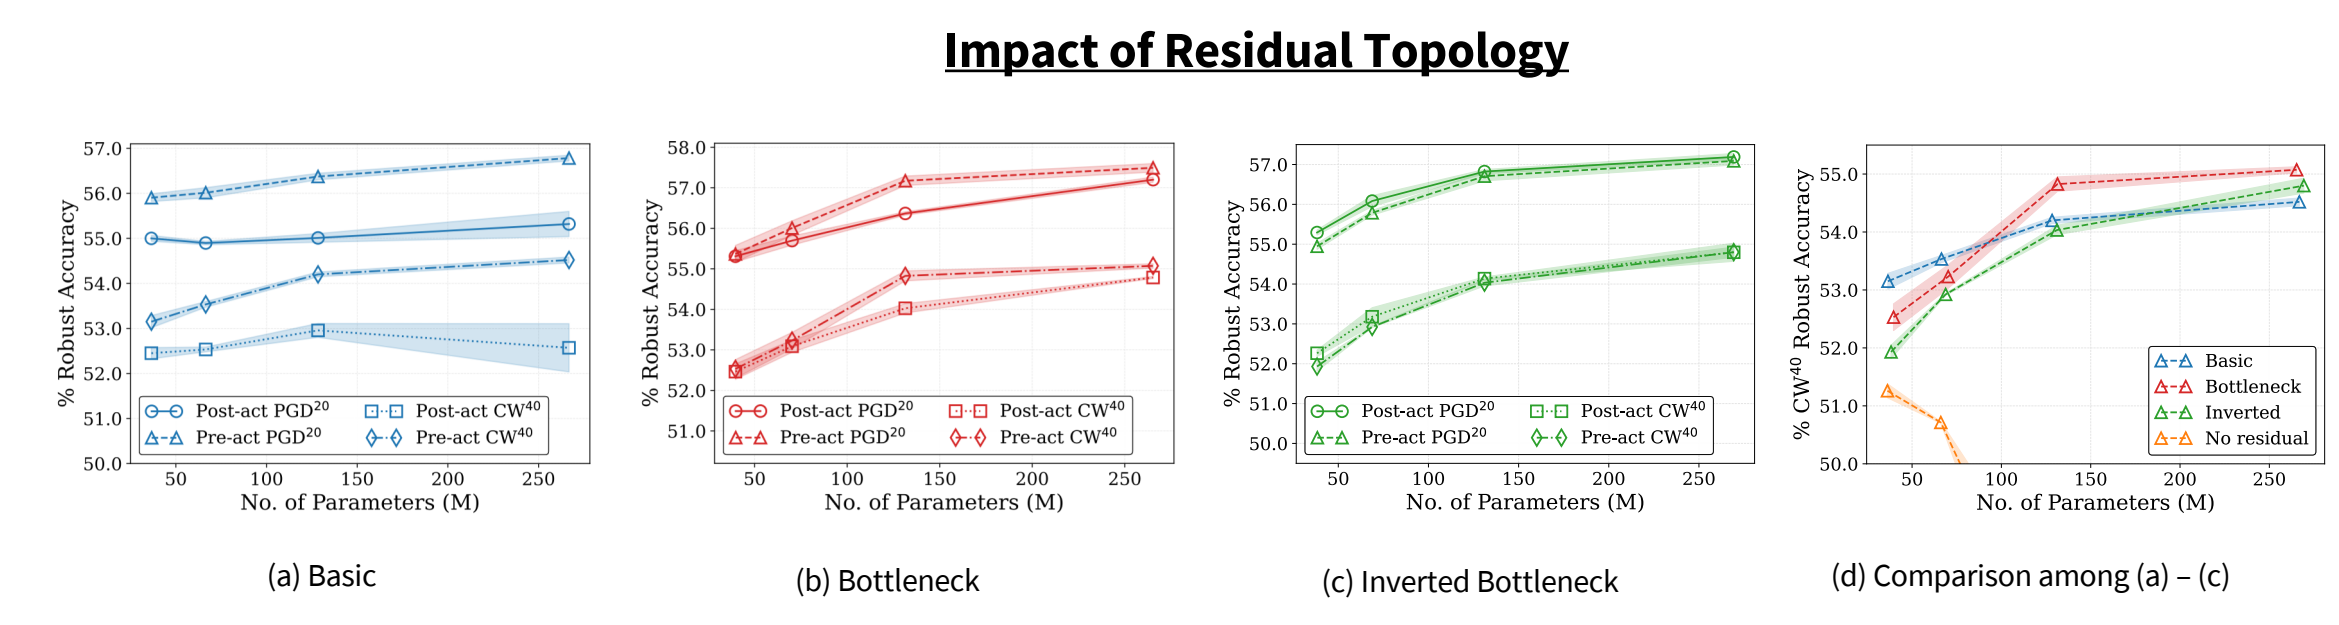 Impact of Residual Topology
% Robust Accuracy
57.0
56.0
55.0
54.0
53.0
52.0
51.0
50.0
Post-act PGD²⁰
Pre-act PGD²⁰
Post-act CW⁴⁰
Pre-act CW⁴⁰
50 100 150 200 250
No. of Parameters (M)
(a) Basic
% Robust Accuracy
58.0
57.0
56.0
55.0
54.0
53.0
52.0
51.0
Post-act PGD²⁰
Pre-act PGD²⁰
Post-act CW⁴⁰
Pre-act CW⁴⁰
50 100 150 200 250
No. of Parameters (M)
(b) Bottleneck
% Robust Accuracy
57.0
56.0
55.0
54.0
53.0
52.0
51.0
50.0
Post-act PGD²⁰
Pre-act PGD²⁰
Post-act CW⁴⁰
Pre-act CW⁴⁰
50 100 150 200 250
No. of Parameters (M)
(c) Inverted Bottleneck
% CW⁴⁰ Robust Accuracy
55.0
54.0
53.0
52.0
51.0
50.0
Basic
Bottleneck
Inverted
No residual
50 100 150 200 250
No. of Parameters (M)
(d) Comparison among (a) – (c)